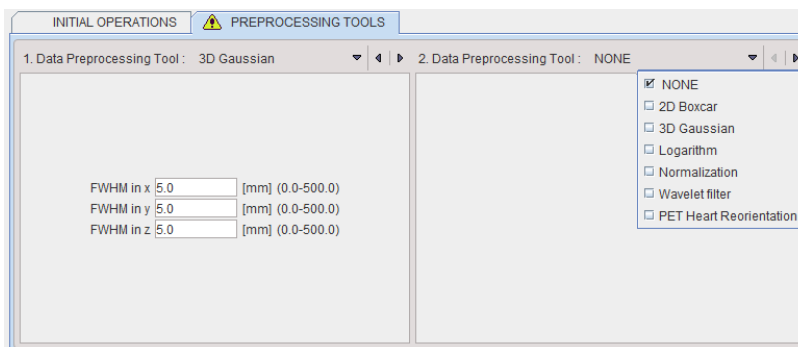 INITIAL OPERATIONS PREPROCESSING TOOLS
1. Data Preprocessing Tool : 3D Gaussian
2. Data Preprocessing Tool : NONE
FWHM in x 5.0 [mm] (0.0-500.0)
FWHM in y 5.0 [mm] (0.0-500.0)
FWHM in z 5.0 [mm] (0.0-500.0)
NONE
2D Boxcar
3D Gaussian
Logarithm
Normalization
Wavelet filter
PET Heart Reorientation